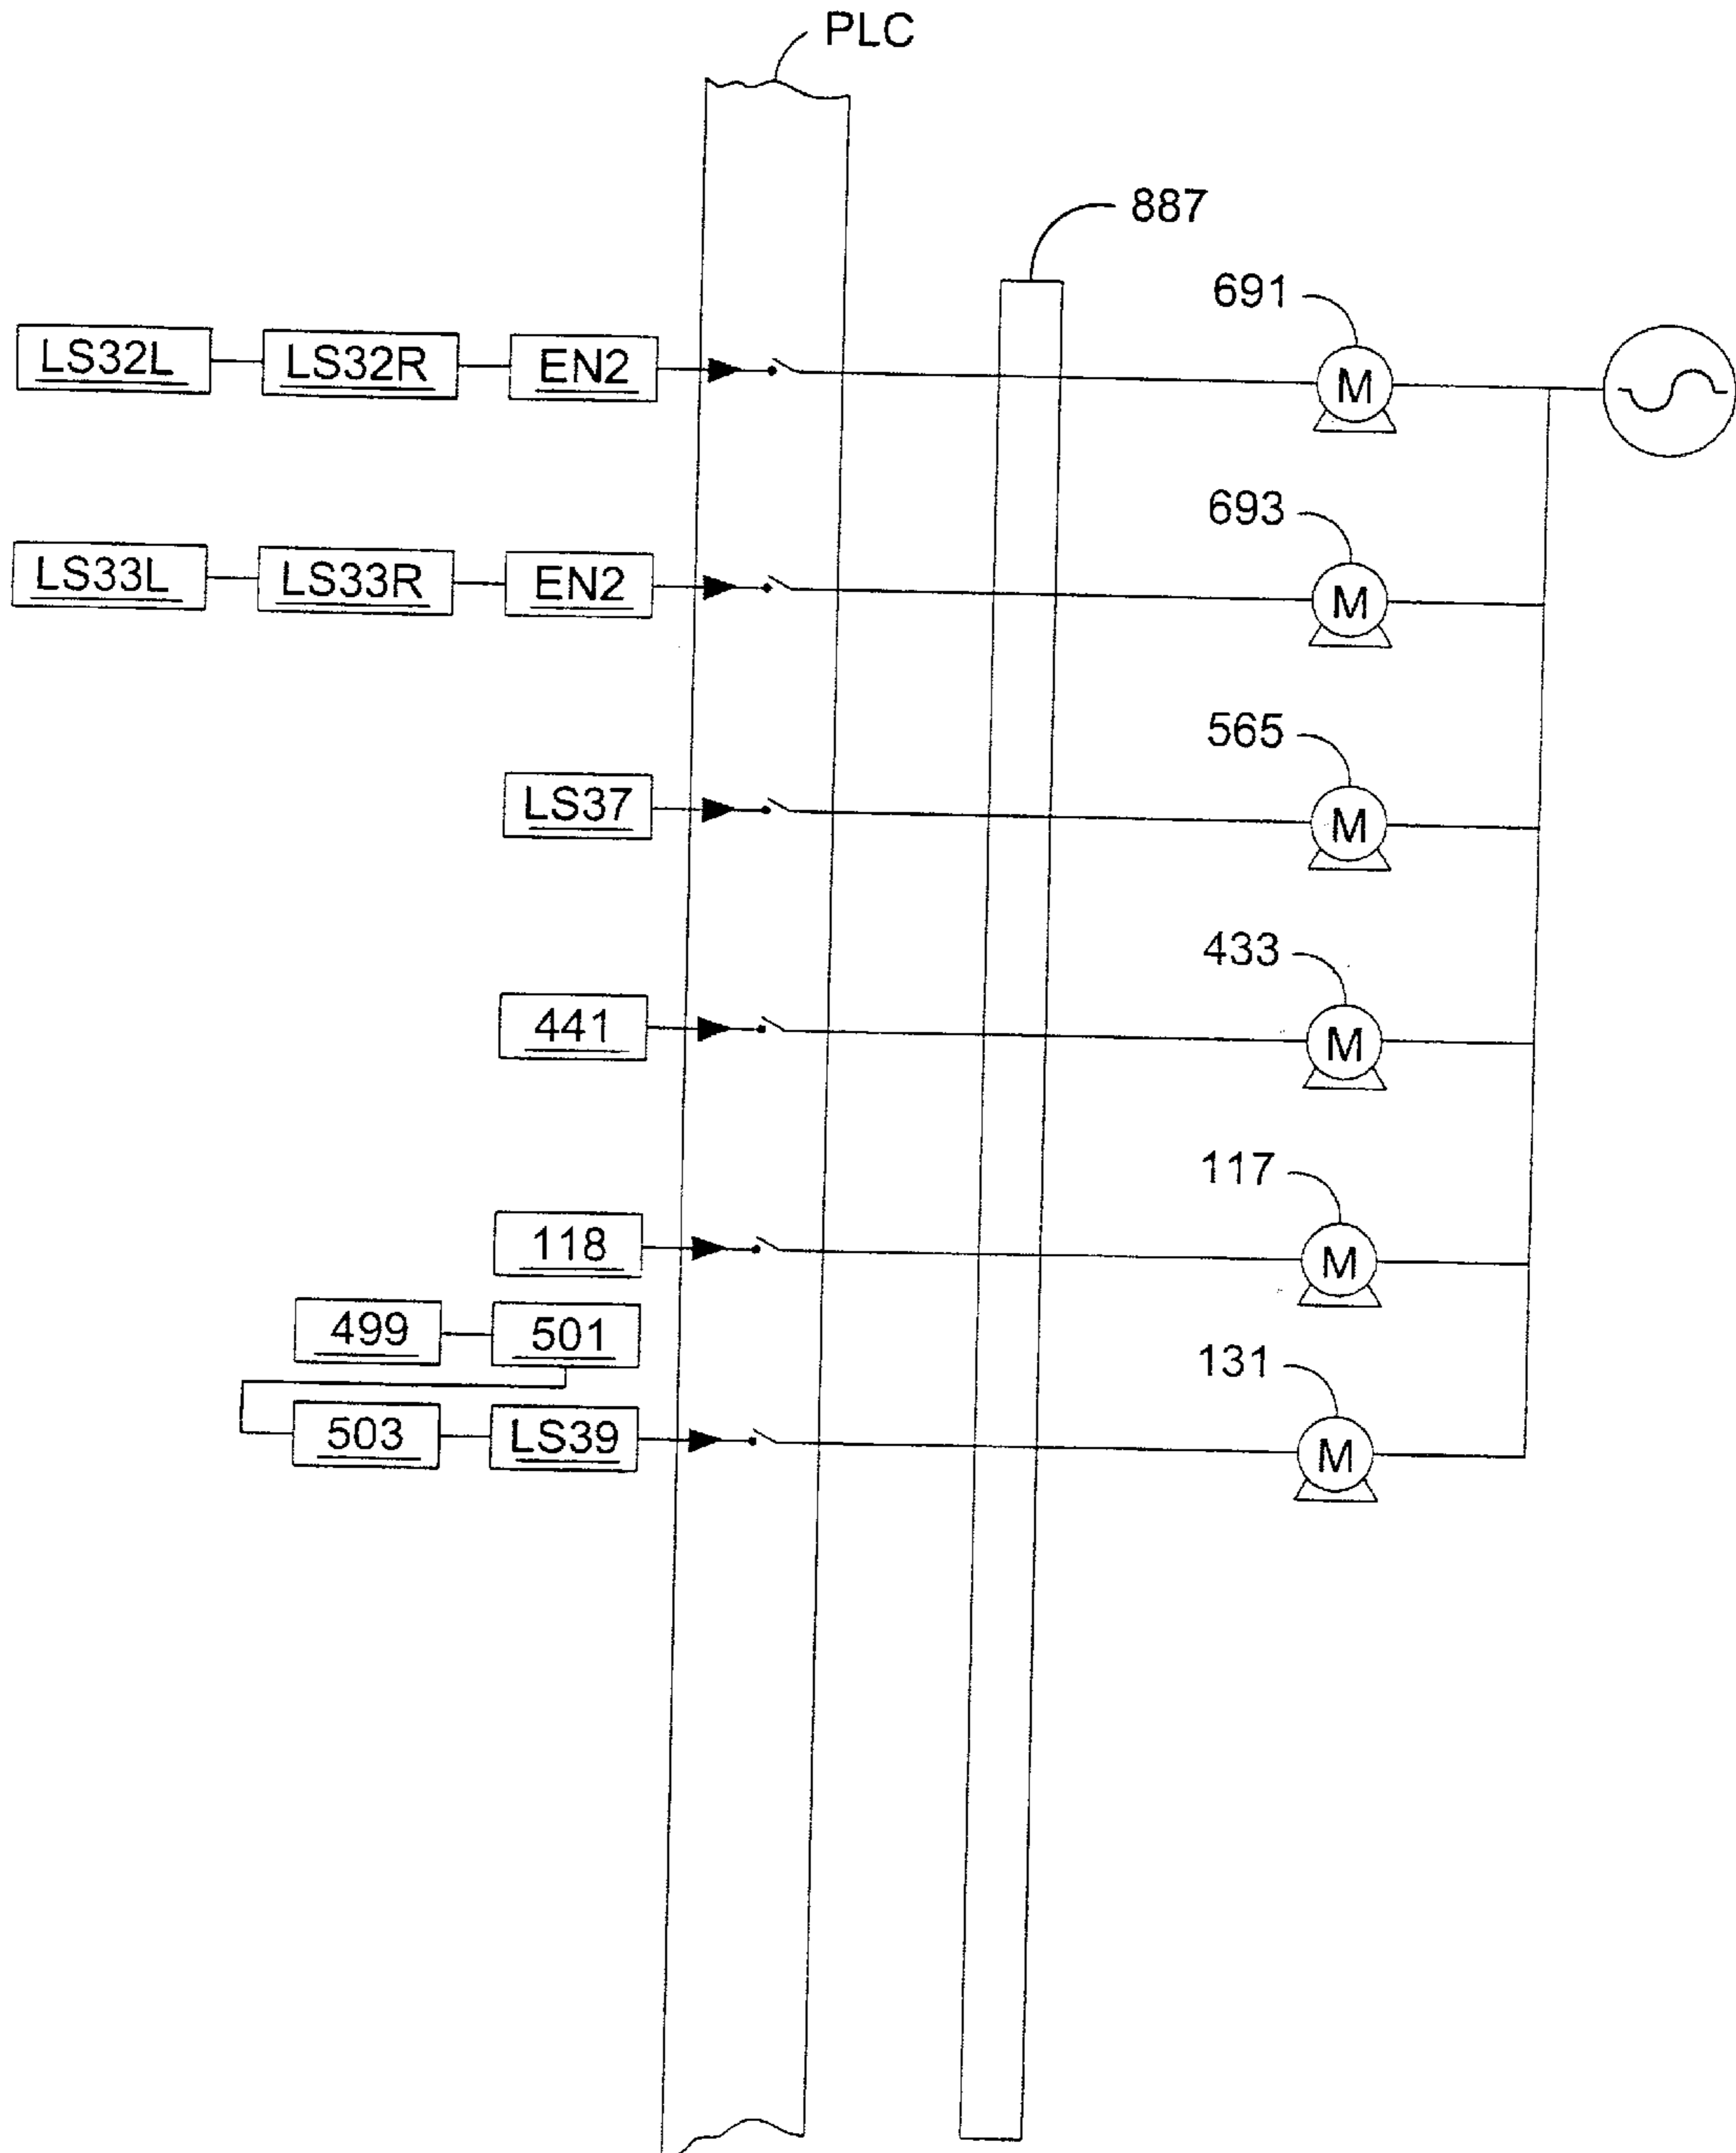 PLC
887
691
LS32L LS32R EN2 M
693
LS33L LS33R EN2 M
565
LS37 M
433
441 M
117
118 M
499 501
131
503 LS39 M